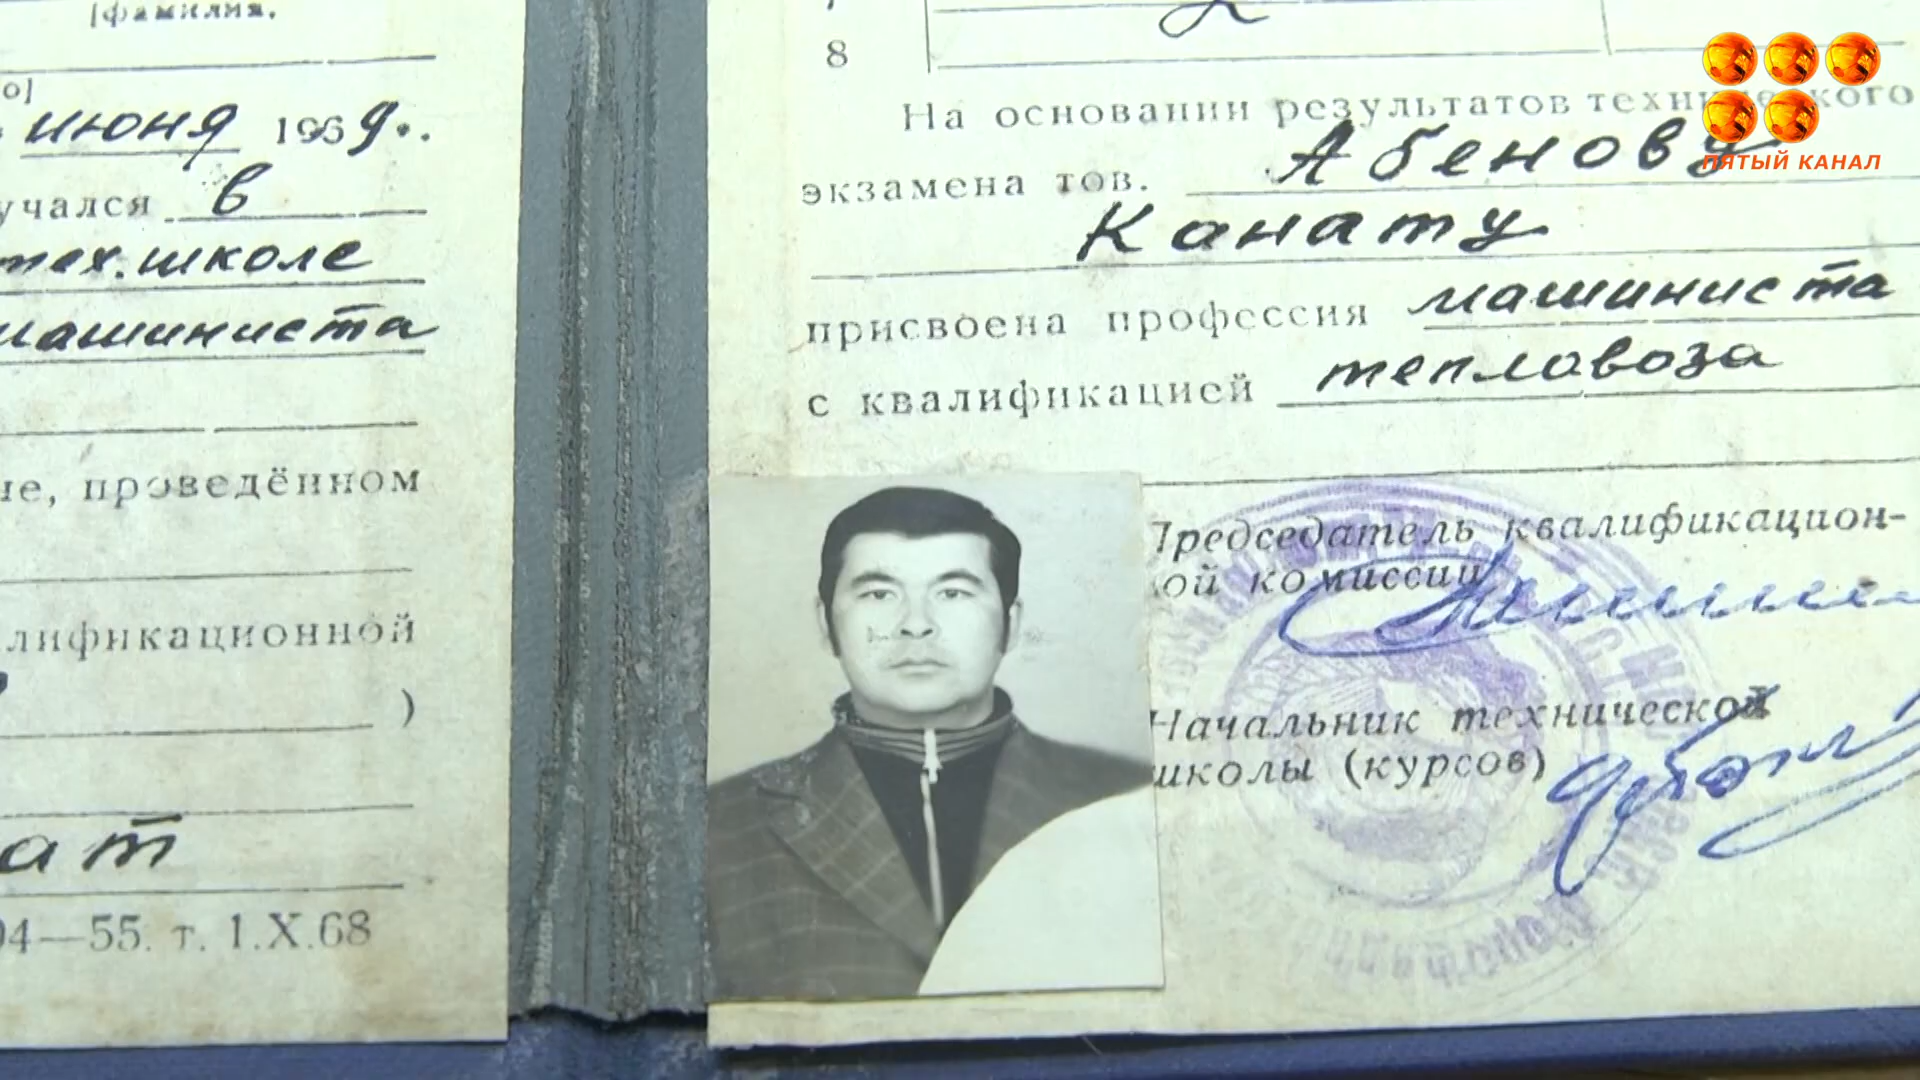 [фамилия.
о]
июня 1969.
учался в
тех. школе
машиниста
проведённом
лификационной
)
ат
04—55. т. 1.X.68
8
На основании результатов технического
экзамена тов. Абенову
Канату
присвоена профессия машиниста
с квалификацией тепловоза
Председатель квалификацион-
ной комиссии
Начальник технической
школы (курсов)
ПЯТЫЙ КАНАЛ